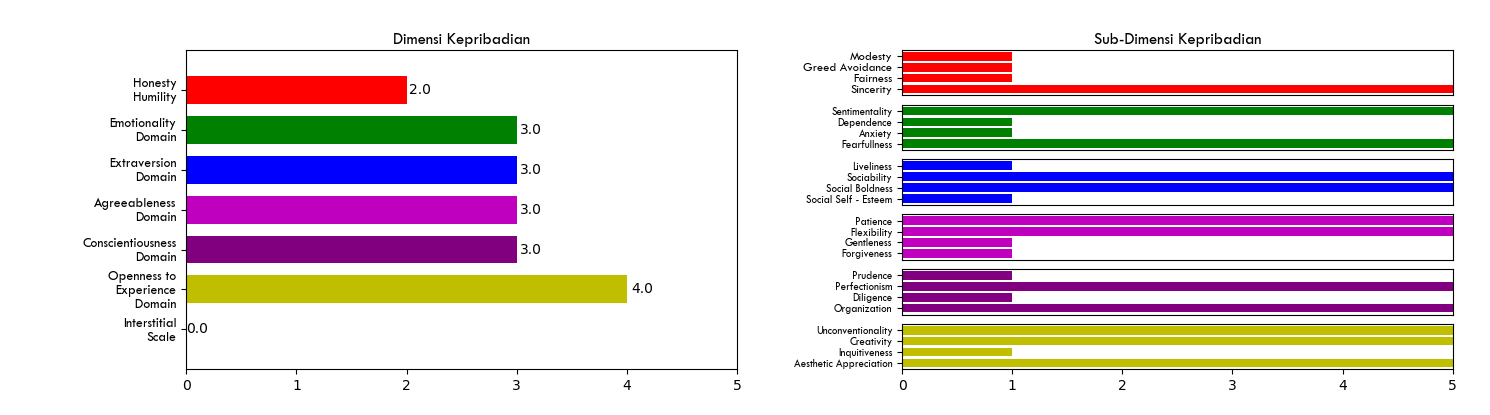 Dimensi Kepribadian
Honesty
Humility
2.0
Emotionality
Domain
3.0
Extraversion
Domain
3.0
Agreeableness
Domain
3.0
Conscientiousness
Domain
3.0
Openness to
Experience
Domain
4.0
Interstitial
Scale
0.0
0 1 2 3 4 5
Sub-Dimensi Kepribadian
Modesty
Greed Avoidance
Fairness
Sincerity
Sentimentality
Dependence
Anxiety
Fearfullness
Liveliness
Sociability
Social Boldness
Social Self - Esteem
Patience
Flexibility
Gentleness
Forgiveness
Prudence
Perfectionism
Diligence
Organization
Unconventionality
Creativity
Inquitiveness
Aesthetic Appreciation
0 1 2 3 4 5